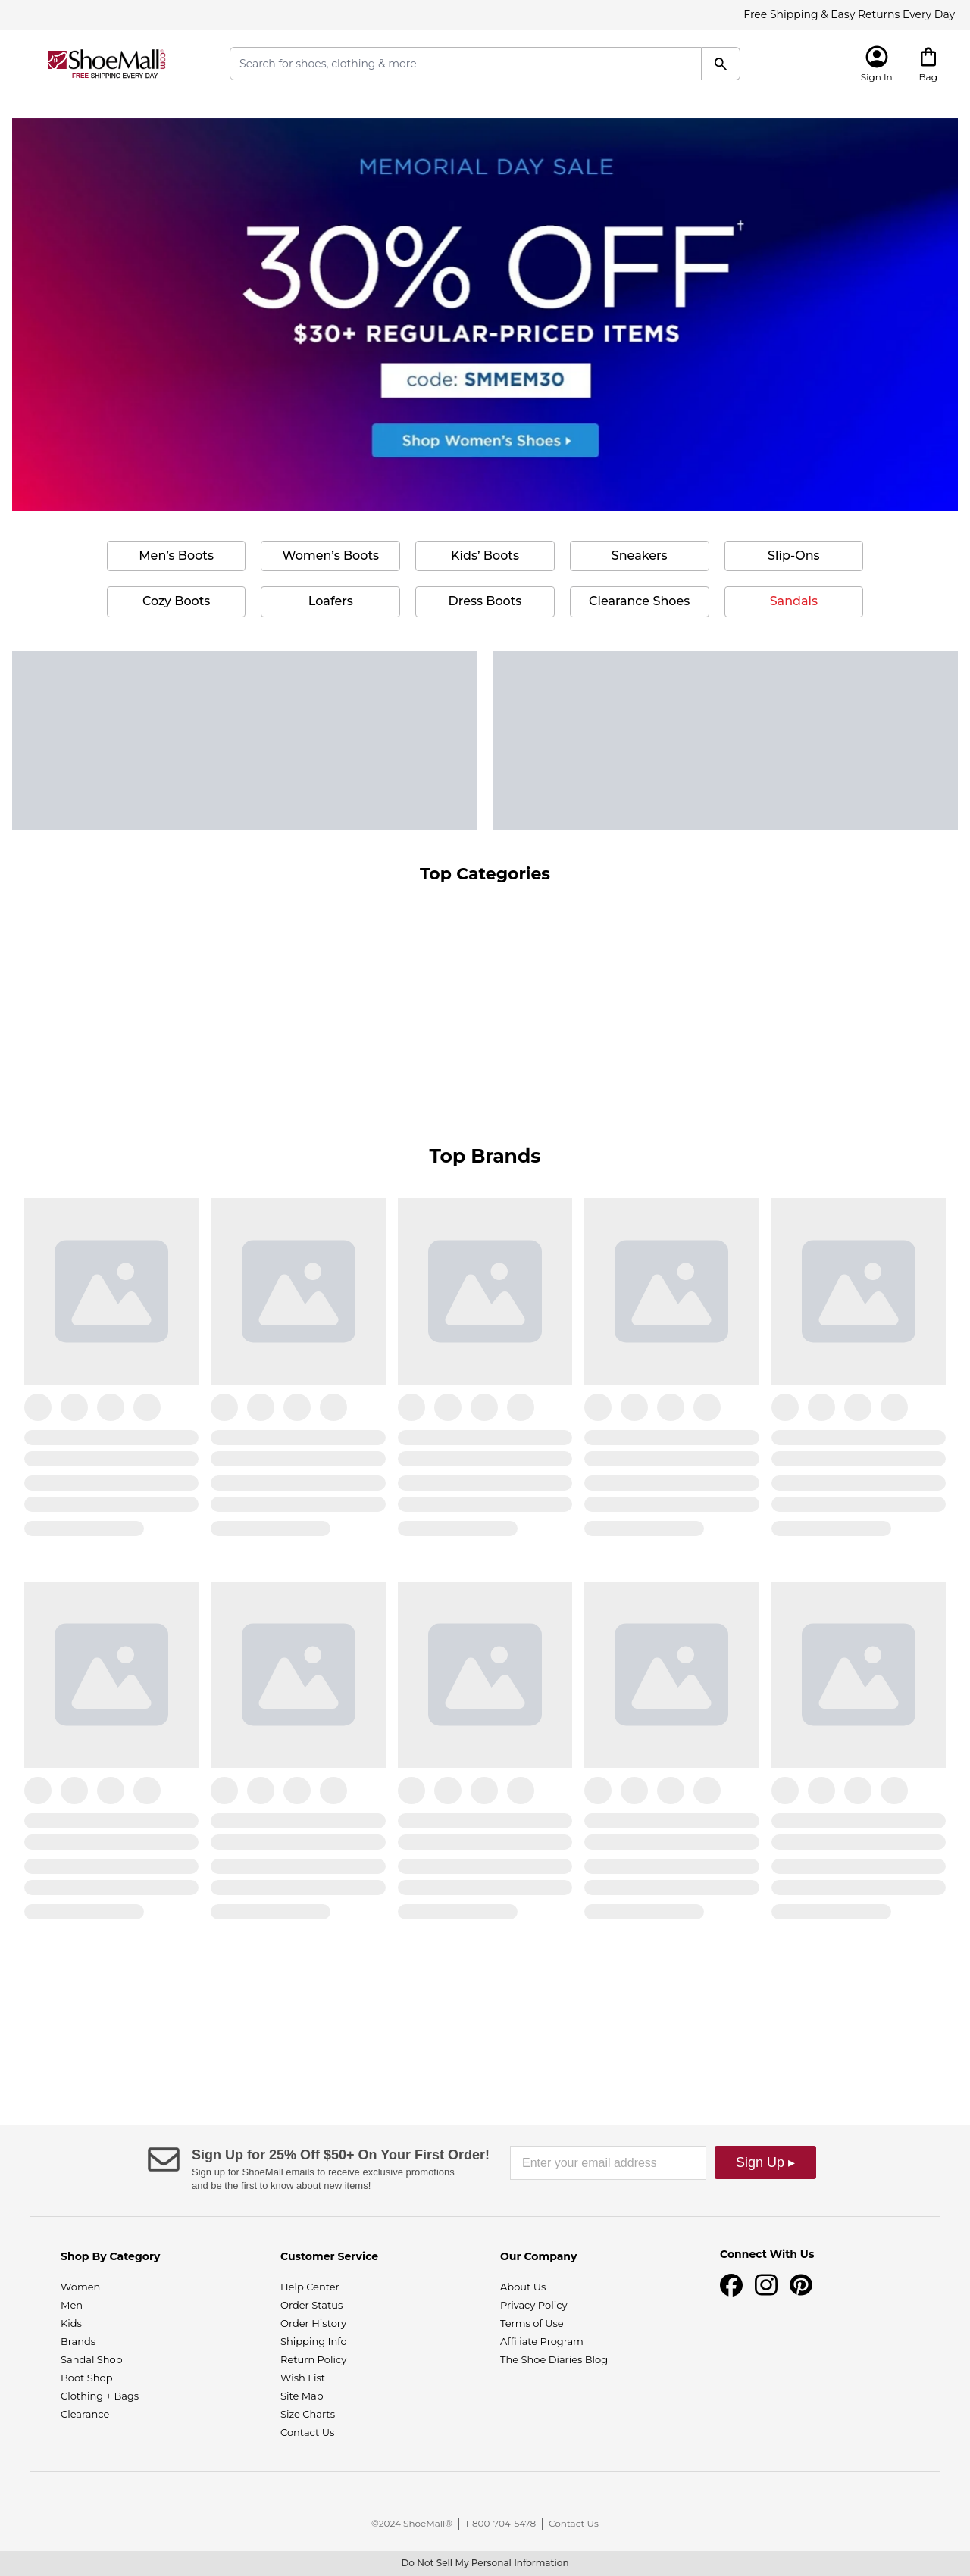 Free Shipping & Easy Returns Every Day
ShoeMall.com
FREE SHIPPING EVERY DAY
Search for shoes, clothing & more
Sign In
Bag
MEMORIAL DAY SALE
30% OFF†
$30+ REGULAR-PRICED ITEMS
code: SMMEM30
Shop Women's Shoes
Men's Boots
Women's Boots
Kids' Boots
Sneakers
Slip-Ons
Cozy Boots
Loafers
Dress Boots
Clearance Shoes
Sandals
Top Categories
Top Brands
Sign Up for 25% Off $50+ On Your First Order!
Sign up for ShoeMall emails to receive exclusive promotions
and be the first to know about new items!
Enter your email address
Sign Up ▸
Shop By Category
Women
Men
Kids
Brands
Sandal Shop
Boot Shop
Clothing + Bags
Clearance
Customer Service
Help Center
Order Status
Order History
Shipping Info
Return Policy
Wish List
Site Map
Size Charts
Contact Us
Our Company
About Us
Privacy Policy
Terms of Use
Affiliate Program
The Shoe Diaries Blog
Connect With Us
©2024 ShoeMall® | 1-800-704-5478 | Contact Us
Do Not Sell My Personal Information